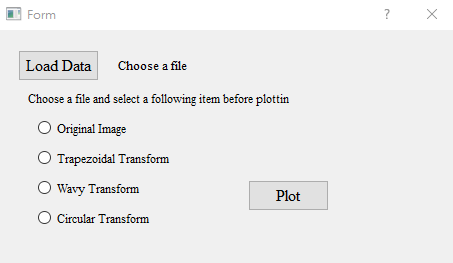 Form ?
Load Data Choose a file
Choose a file and select a following item before plottin
Original Image
Trapezoidal Transform
Wavy Transform
Plot
Circular Transform